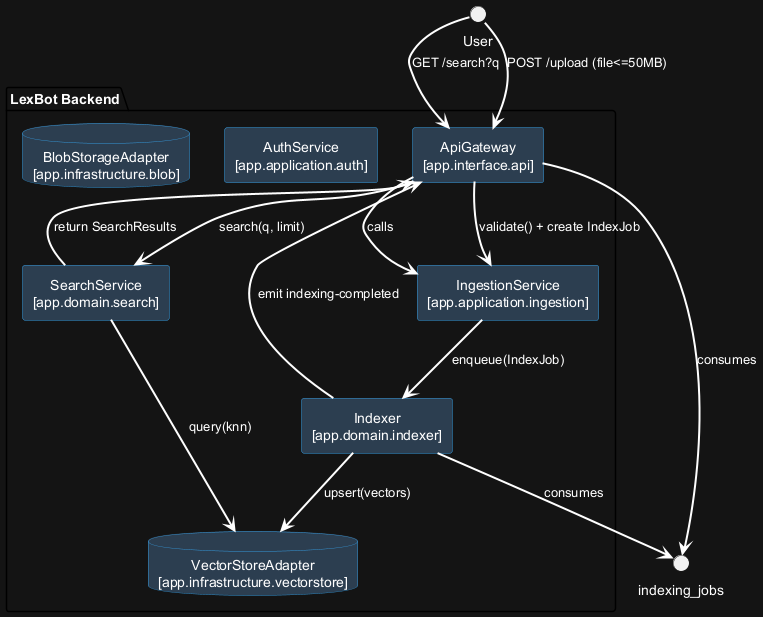 User
GET /search?q
POST /upload (file<=50MB)
LexBot Backend
BlobStorageAdapter
[app.infrastructure.blob]
AuthService
[app.application.auth]
ApiGateway
[app.interface.api]
return SearchResults
search(q, limit)
calls
validate() + create IndexJob
SearchService
[app.domain.search]
emit indexing-completed
IngestionService
[app.application.ingestion]
enqueue(IndexJob)
consumes
Indexer
[app.domain.indexer]
query(knn)
upsert(vectors)
consumes
VectorStoreAdapter
[app.infrastructure.vectorstore]
indexing_jobs